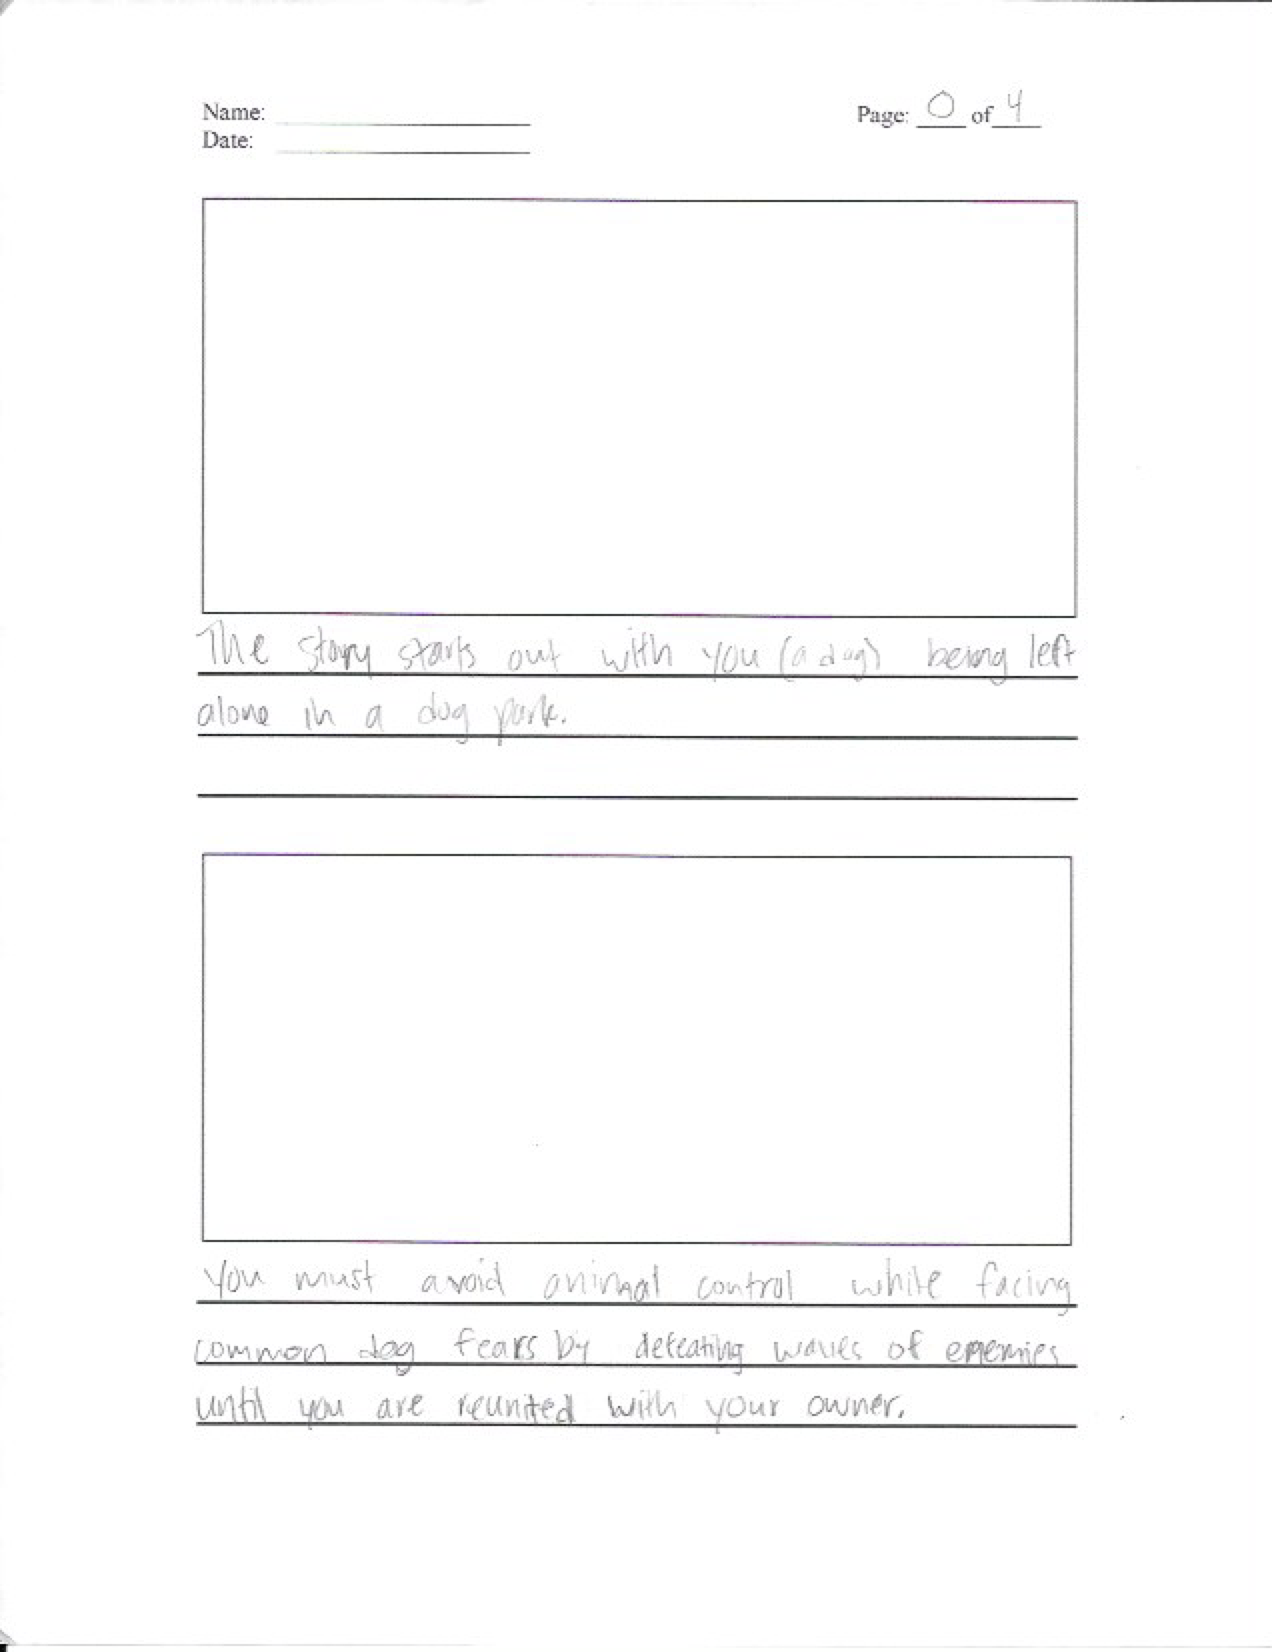 Name:
Page: 0 of 4
Date:
The story starts out with you (a dog) being left
alone in a dog park.
You must avoid animal control while facing
common dog fears by defeating waves of enemies
until you are reunited with your owner.